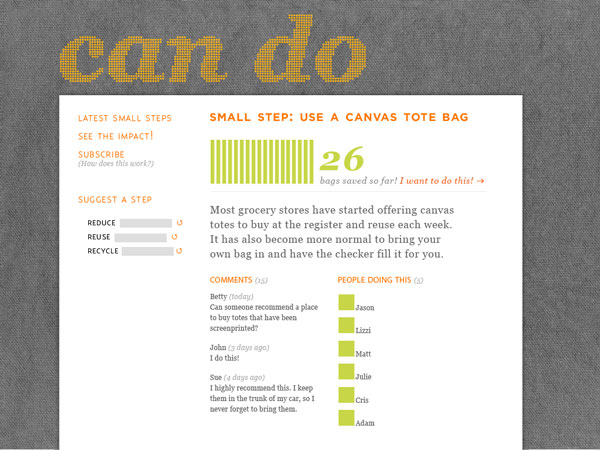 can do
LATEST SMALL STEPS
SEE THE IMPACT!
SUBSCRIBE
(How does this work?)
SUGGEST A STEP
REDUCE
REUSE
RECYCLE
SMALL STEP: USE A CANVAS TOTE BAG
26
bags saved so far! I want to do this! →
Most grocery stores have started offering canvas
totes to buy at the register and reuse each week.
It has also become more normal to bring your
own bag in and have the checker fill it for you.
COMMENTS (15)
Betty (today)
Can someone recommend a place
to buy totes that have been
screenprinted?
John (3 days ago)
I do this!
Sue (4 days ago)
I highly recommend this. I keep
them in the trunk of my car, so I
never forget to bring them.
PEOPLE DOING THIS (5)
Jason
Lizzi
Matt
Julie
Cris
Adam